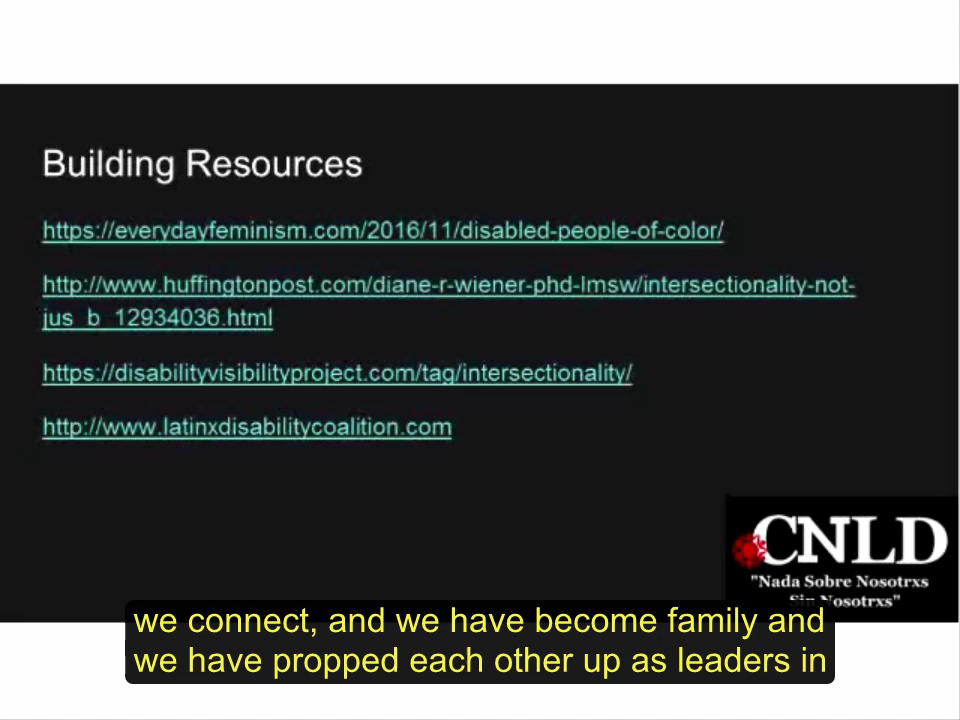 Building Resources
https://everydayfeminism.com/2016/11/disabled-people-of-color/
http://www.huffingtonpost.com/diane-r-wiener-phd-lmsw/intersectionality-not-
jus_b_12934036.html
https://disabilityvisibilityproject.com/tag/intersectionality/
http://www.latinxdisabilitycoalition.com
CNLD
"Nada Sobre Nosotrxs
Sin Nosotrxs"
we connect, and we have become family and
we have propped each other up as leaders in